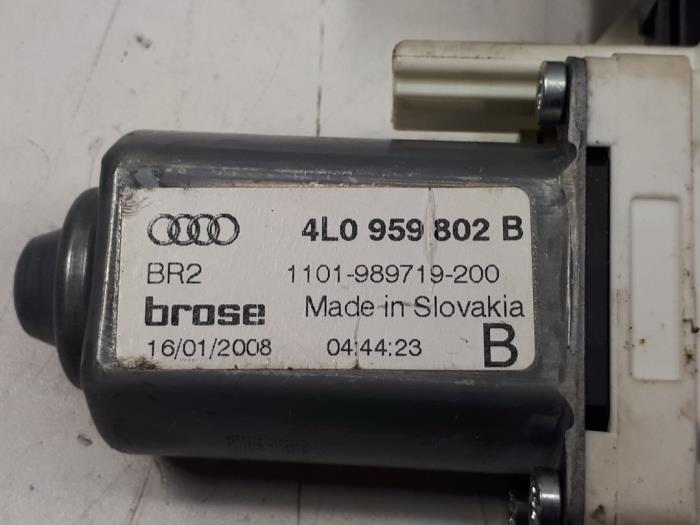 4L0 959 802 B
BR2 1101-989719-200
brose Made in Slovakia
16/01/2008 04:44:23 B